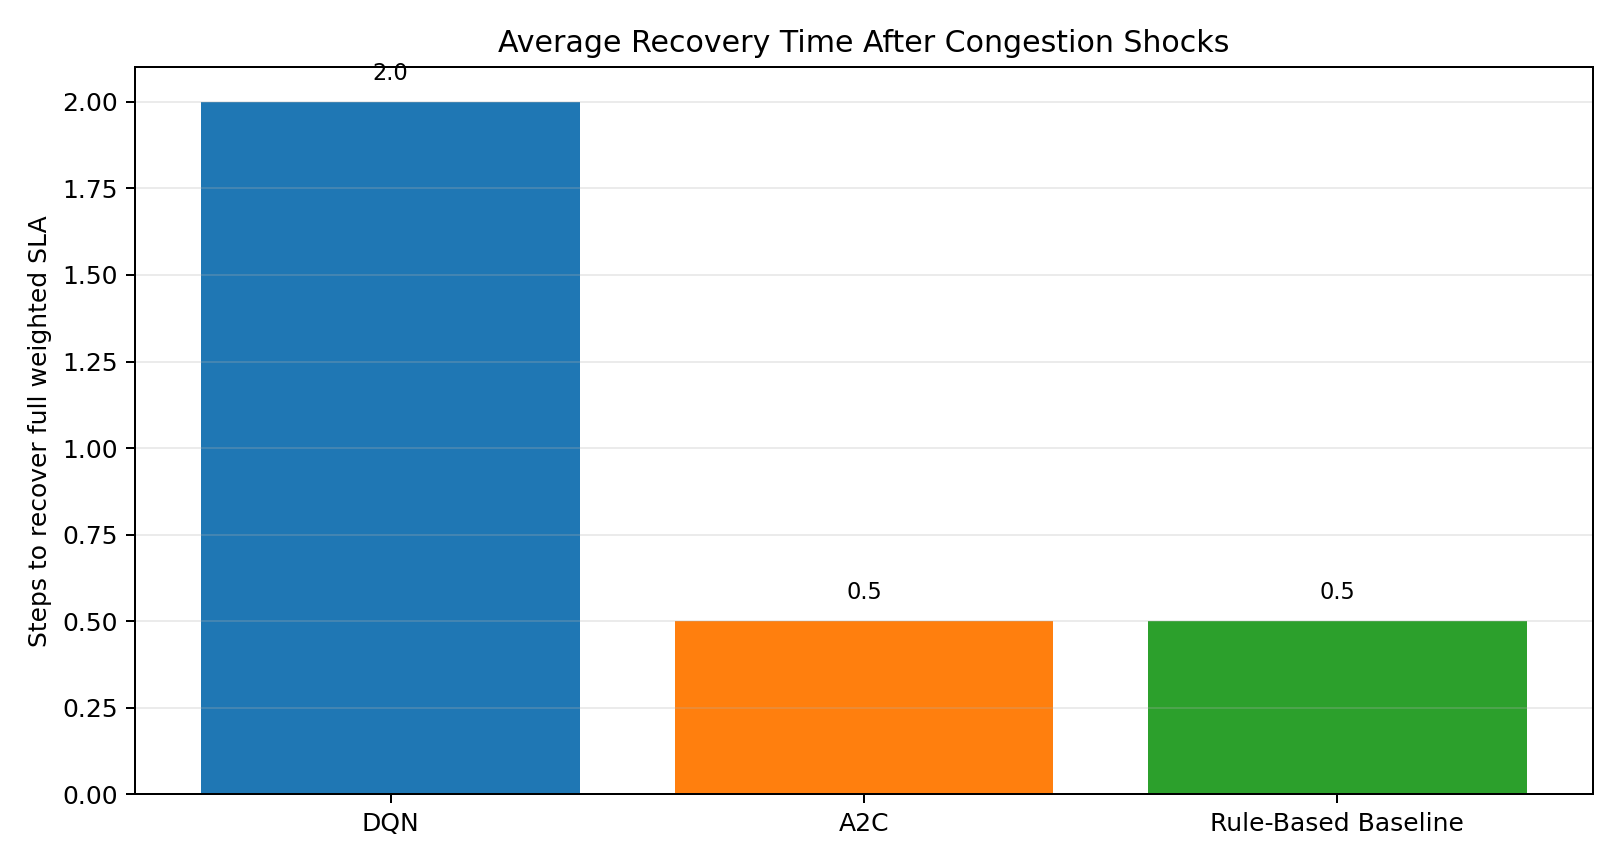 Average Recovery Time After Congestion Shocks
Steps to recover full weighted SLA
2.00
1.75
1.50
1.25
1.00
0.75
0.50
0.25
0.00
2.0
0.5
0.5
DQN
A2C
Rule-Based Baseline